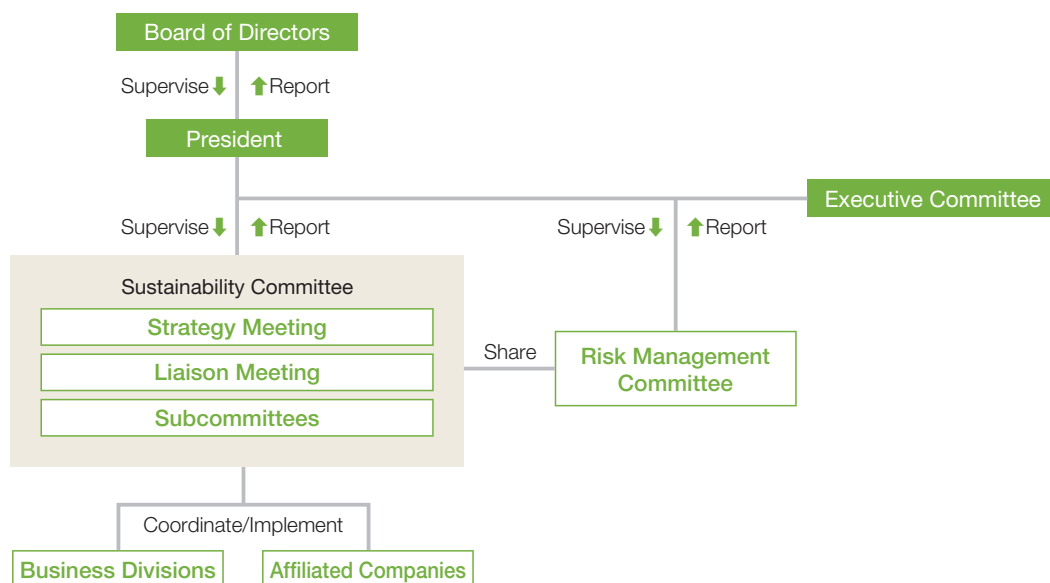 Board of Directors
Supervise Report
President
Executive Committee
Supervise Report
Supervise Report
Sustainability Committee
Strategy Meeting
Liaison Meeting
Subcommittees
Share
Risk Management
Committee
Coordinate/Implement
Business Divisions
Affiliated Companies